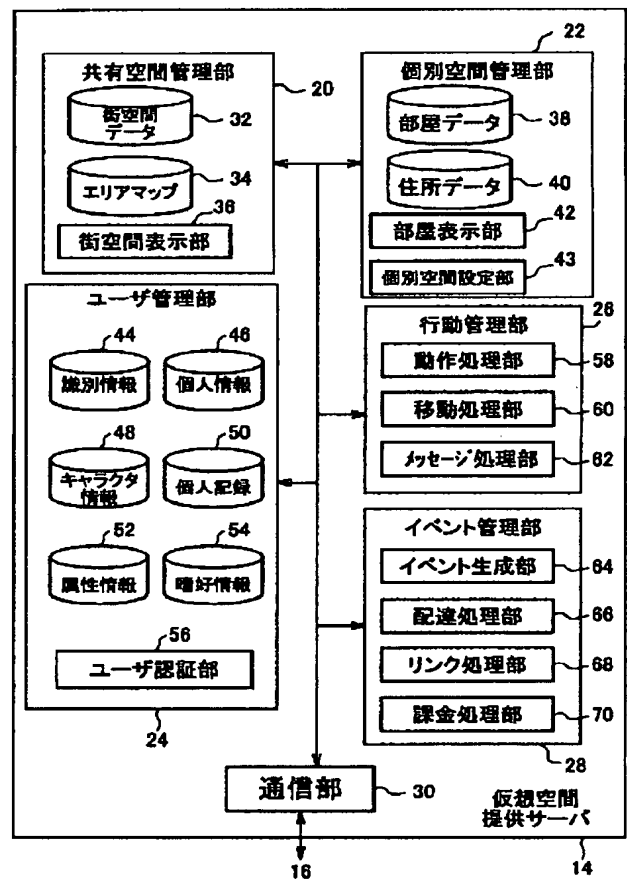 共有空間管理部
20
街空間
データ
32
エリアマップ
34
36
街空間表示部
22
個別空間管理部
部屋データ
38
住所データ
40
部屋表示部
42
個別空間設定部
43
ユーザ管理部
44
識別情報
46
個人情報
48
キャラクタ
情報
50
個人記録
52
属性情報
54
嗜好情報
56
ユーザ認証部
24
26
行動管理部
動作処理部
58
移動処理部
60
メッセージ処理部
62
イベント管理部
イベント生成部
64
配達処理部
66
リンク処理部
68
課金処理部
70
28
通信部
30
仮想空間
提供サーバ
14
16